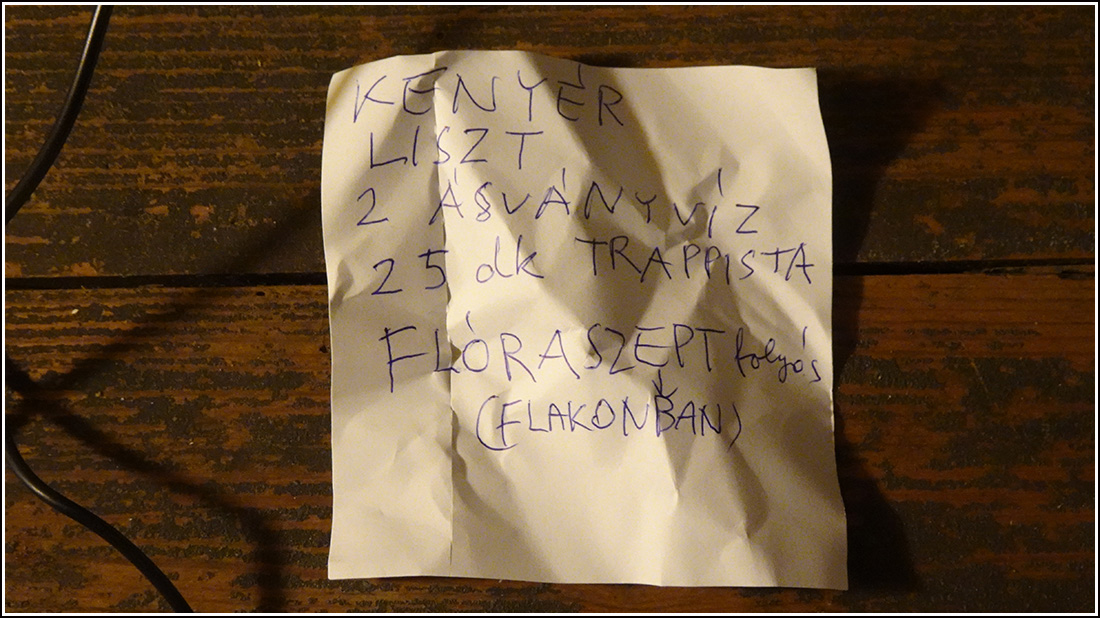 KENYÉR
LISZT
2 ÁSVÁNYVÍZ
25 dk TRAPPISTA
FLÓRASZEPT folyós
(FLAKONBAN)